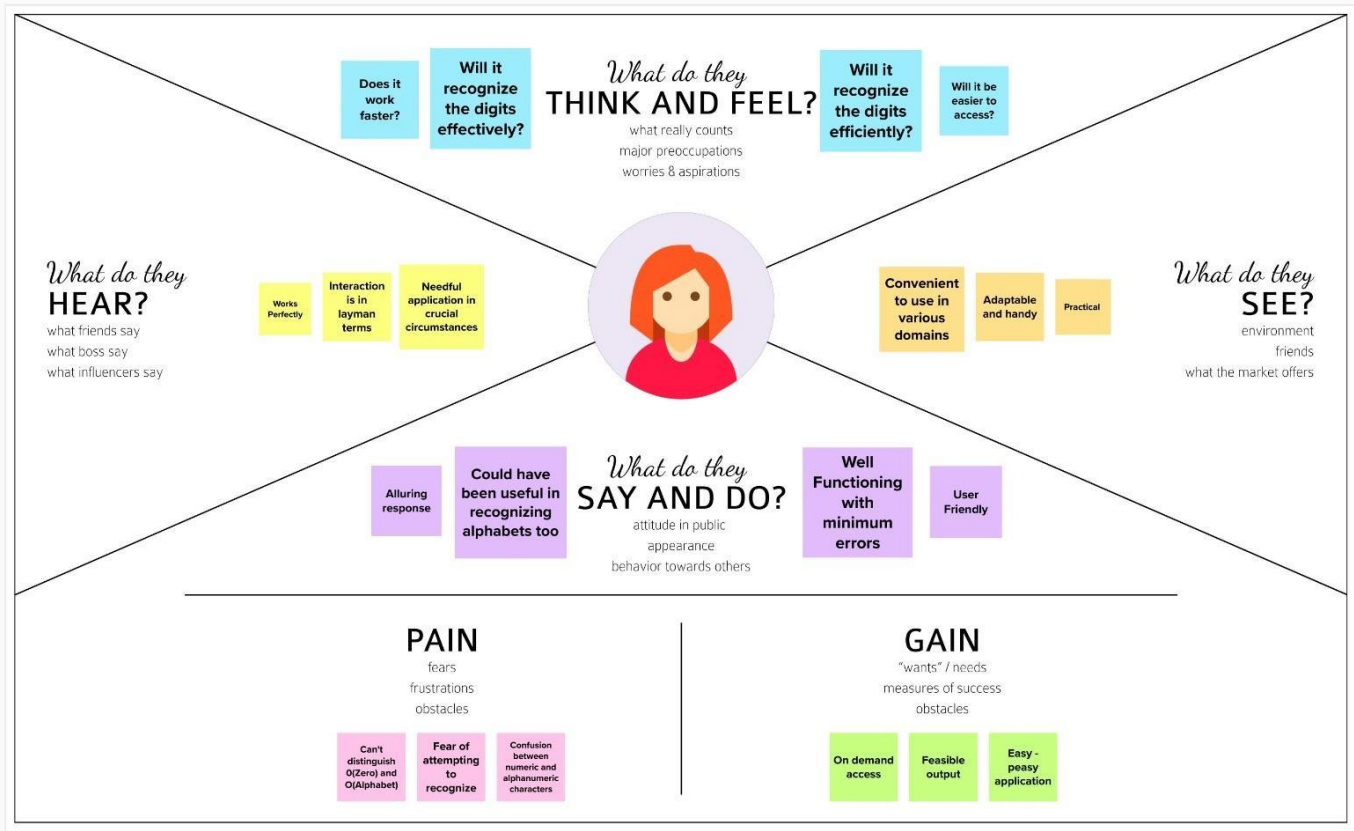 Does it
work
faster?
Will it
recognize
the digits
effectively?
What do they
THINK AND FEEL?
what really counts
major preoccupations
worries & aspirations
Will it
recognize
the digits
efficiently?
Will it be
easier to
access?
What do they
HEAR?
what friends say
what boss say
what influencers say
Works
Perfectly
Interaction
is in
layman
terms
Needful
application in
crucial
circumstances
Convenient
to use in
various
domains
Adaptable
and handy
Practical
What do they
SEE?
environment
friends
what the market offers
Alluring
response
Could have
been useful in
recognizing
alphabets too
What do they
SAY AND DO?
attitude in public
appearance
behavior towards others
Well
Functioning
with
minimum
errors
User
Friendly
PAIN
fears
frustrations
obstacles
Can't
distinguish
0(Zero) and
O(Alphabet)
Fear of
attempting
to
recognize
Confusion
between
numeric and
alphanumeric
characters
GAIN
"wants" / needs
measures of success
obstacles
On demand
access
Feasible
output
Easy -
peasy
application